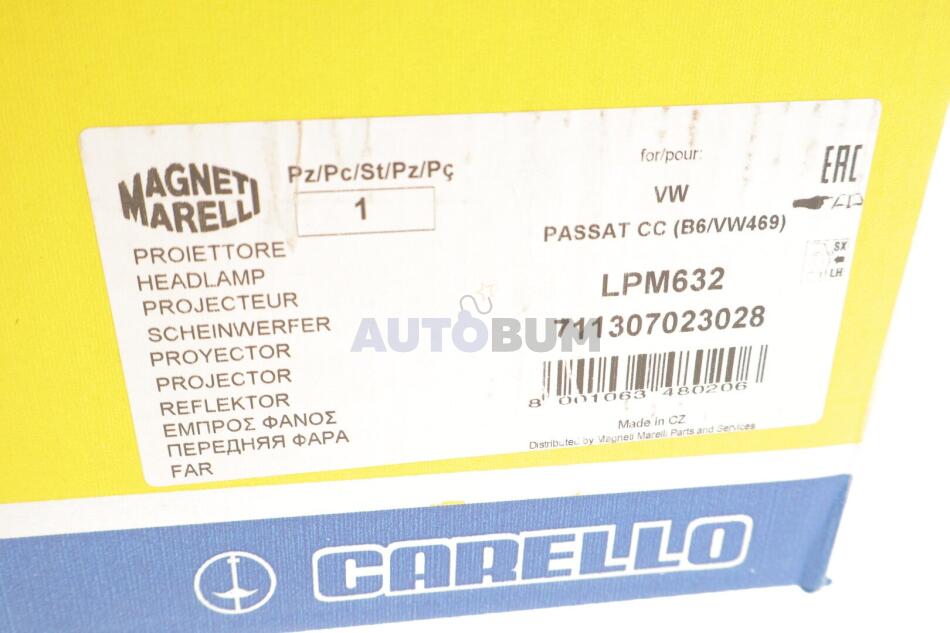 MAGNETI
MARELLI
Pz/Pc/St/Pz/Pç
1
PROIETTORE
HEADLAMP
PROJECTEUR
SCHEINWERFER
PROYECTOR
PROJECTOR
REFLEKTOR
ΕΜΠΡΟΣ ΦΑΝΟΣ
ПЕРЕДНЯЯ ФАРА
FAR
for/pour:
VW
PASSAT CC (B6/VW469)
EAC
SX
LH
LPM632
711307023028
8 001063 480206
Made in CZ
Distributed by Magneti Marelli Parts and Services
AUTOBUM
CARELLO